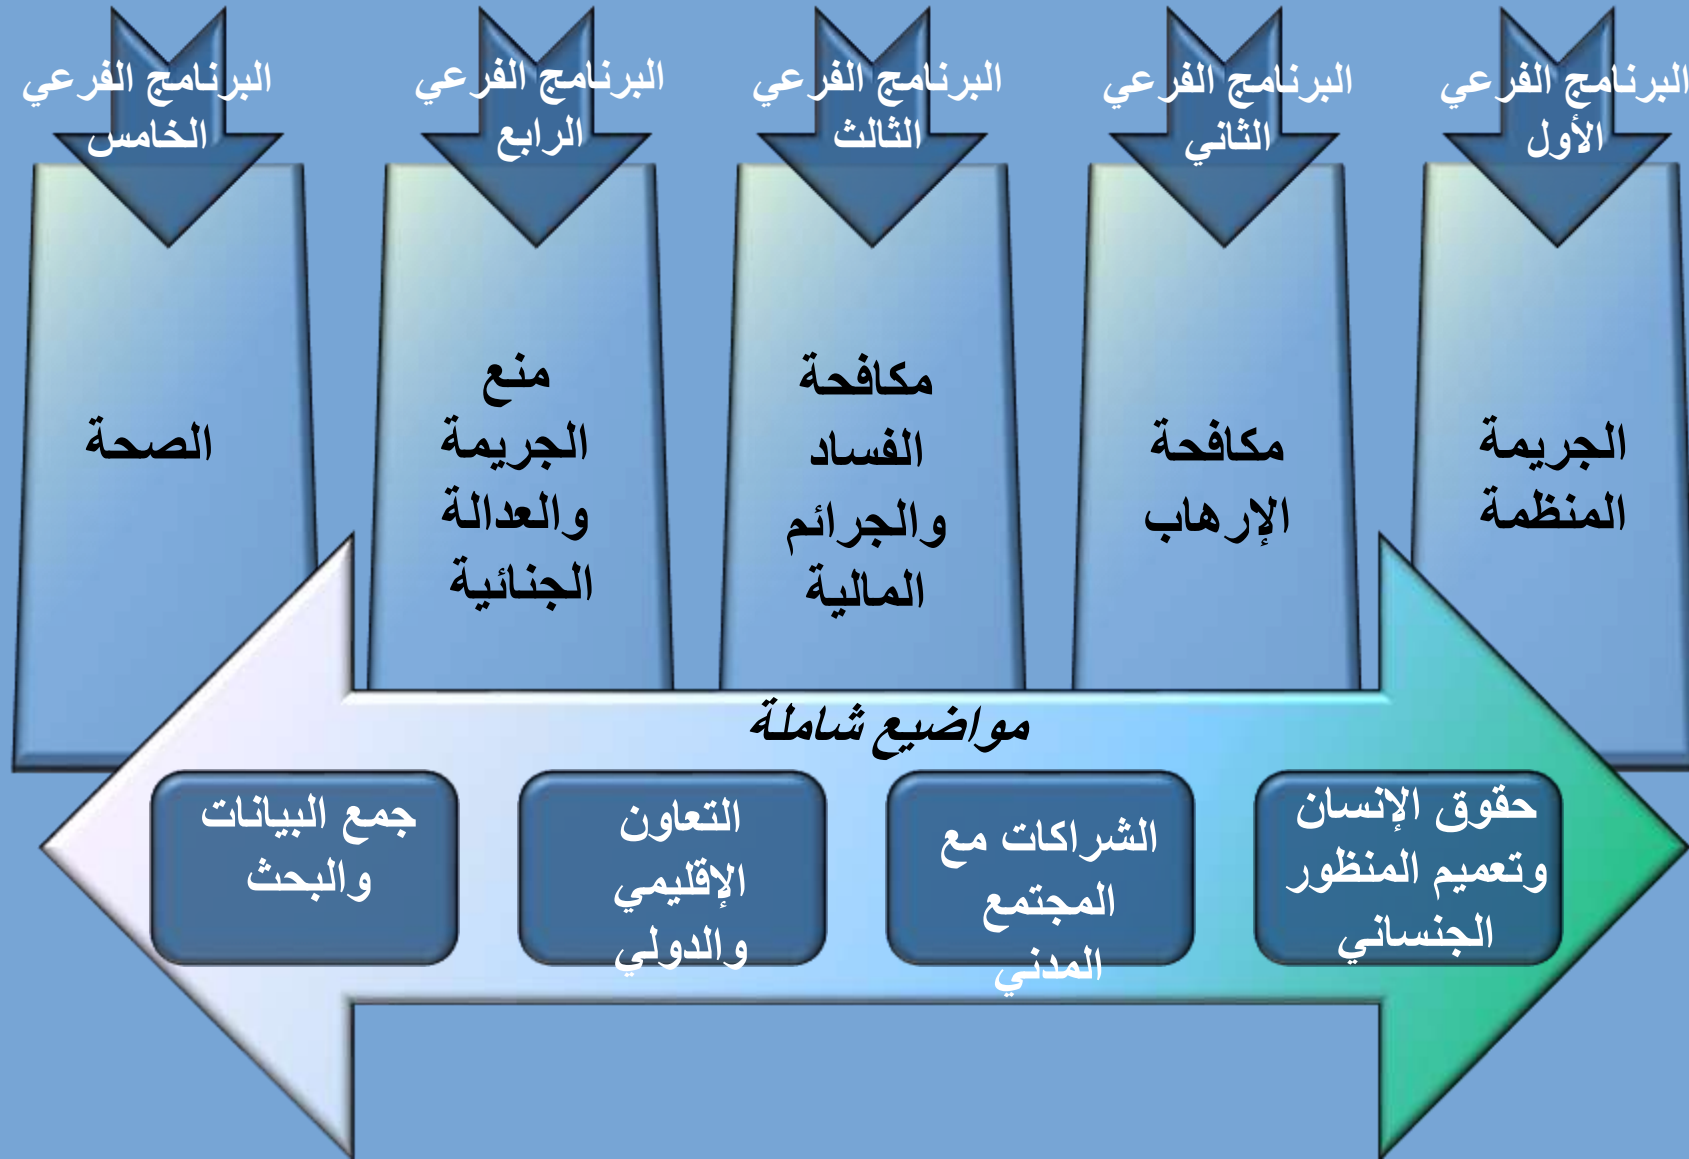 البرنامج الفرعي
الأول
البرنامج الفرعي
الثاني
البرنامج الفرعي
الثالث
البرنامج الفرعي
الرابع
البرنامج الفرعي
الخامس
الجريمة
المنظمة
مكافحة
الإرهاب
مكافحة
الفساد
والجرائم
المالية
منع
الجريمة
والعدالة
الجنائية
الصحة
مواضيع شاملة
حقوق الإنسان
وتعميم المنظور
الجنساني
الشراكات مع
المجتمع
المدني
التعاون
الإقليمي
والدولي
جمع البيانات
والبحث